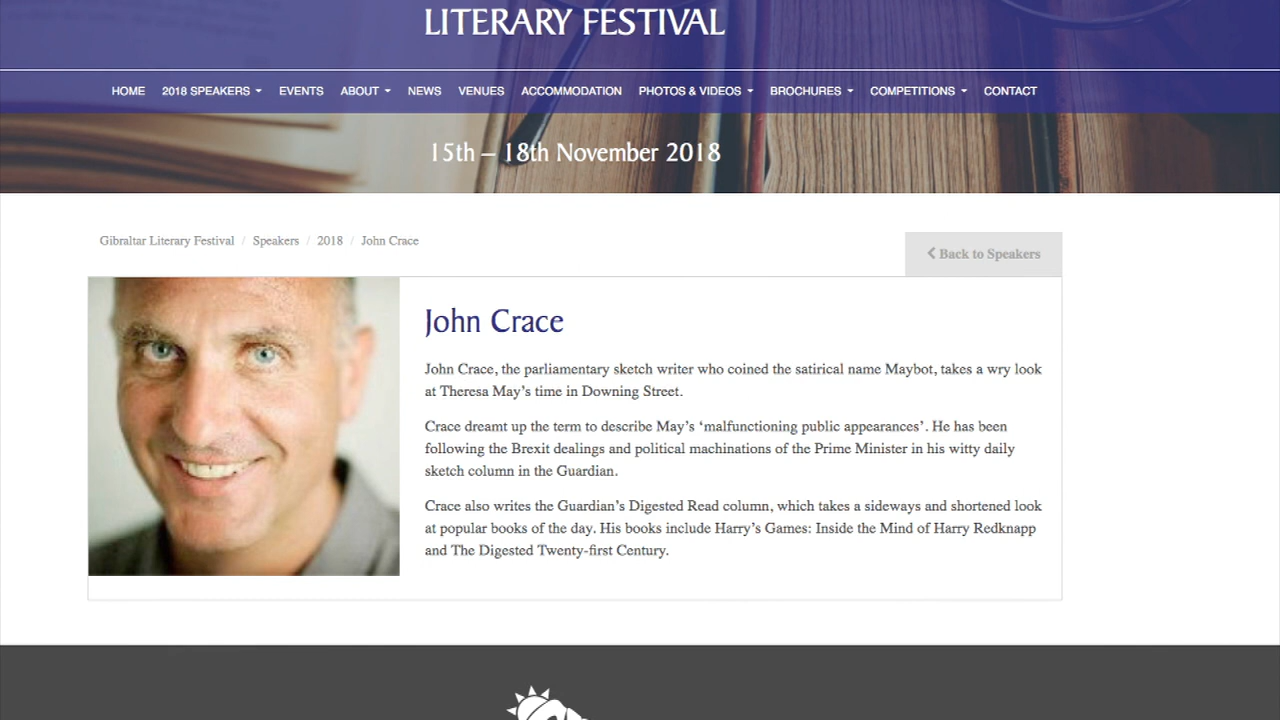 LITERARY FESTIVAL
HOME 2018 SPEAKERS EVENTS ABOUT NEWS VENUES ACCOMMODATION PHOTOS & VIDEOS BROCHURES COMPETITIONS CONTACT
15th – 18th November 2018
Gibraltar Literary Festival / Speakers / 2018 / John Crace
Back to Speakers
John Crace
John Crace, the parliamentary sketch writer who coined the satirical name Maybot, takes a wry look
at Theresa May’s time in Downing Street.
Crace dreamt up the term to describe May’s ‘malfunctioning public appearances’. He has been
following the Brexit dealings and political machinations of the Prime Minister in his witty daily
sketch column in the Guardian.
Crace also writes the Guardian’s Digested Read column, which takes a sideways and shortened look
at popular books of the day. His books include Harry’s Games: Inside the Mind of Harry Redknapp
and The Digested Twenty-first Century.